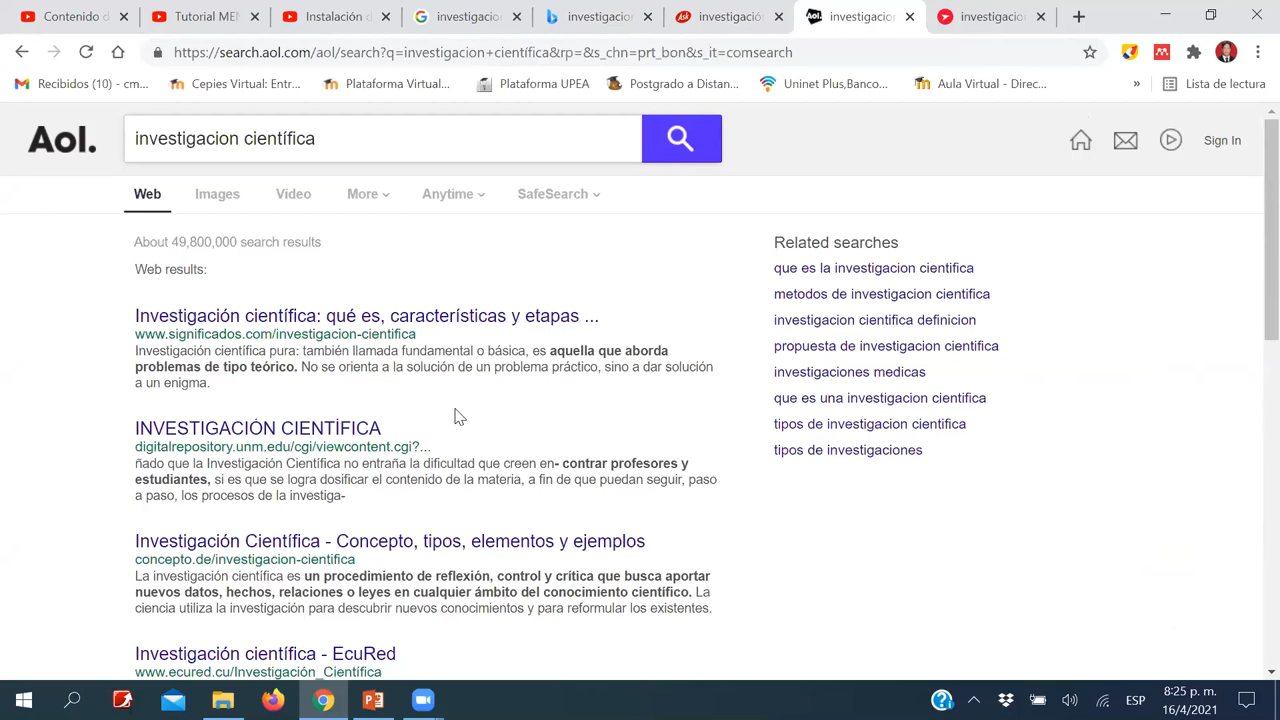 Contenido d
Tutorial MEI
Instalación d
investigacio
investigacio
investigació
investigacio
investigacio
https://search.aol.com/aol/search?q=investigacion+científica&rp=&s_chn=prt_bon&s_it=comsearch
Recibidos (10) - cm...
Cepies Virtual: Entr...
Plataforma Virtual...
Plataforma UPEA
Postgrado a Distan...
Uninet Plus,Banco...
Aula Virtual - Direc...
»
Lista de lectura
Aol.
investigacion científica
Sign In
Web
Images
Video
More
Anytime
SafeSearch
About 49,800,000 search results
Web results:
Investigación científica: qué es, características y etapas ...
www.significados.com/investigacion-cientifica
Investigación científica pura: también llamada fundamental o básica, es aquella que aborda
problemas de tipo teórico. No se orienta a la solución de un problema práctico, sino a dar solución
a un enigma.
INVESTIGACIÓN CIENTÍFICA
digitalrepository.unm.edu/cgi/viewcontent.cgi?...
ñado que la Investigación Científica no entraña la dificultad que creen en- contrar profesores y
estudiantes, si es que se logra dosificar el contenido de la materia, a fin de que puedan seguir, paso
a paso, los procesos de la investiga-
Investigación Científica - Concepto, tipos, elementos y ejemplos
concepto.de/investigacion-cientifica
La investigación científica es un procedimiento de reflexión, control y crítica que busca aportar
nuevos datos, hechos, relaciones o leyes en cualquier ámbito del conocimiento científico. La
ciencia utiliza la investigación para descubrir nuevos conocimientos y para reformular los existentes.
Investigación científica - EcuRed
www.ecured.cu/Investigación_Científica
Related searches
que es la investigacion cientifica
metodos de investigacion cientifica
investigacion cientifica definicion
propuesta de investigacion cientifica
investigaciones medicas
que es una investigacion cientifica
tipos de investigacion cientifica
tipos de investigaciones
ESP
8:25 p. m.
16/4/2021